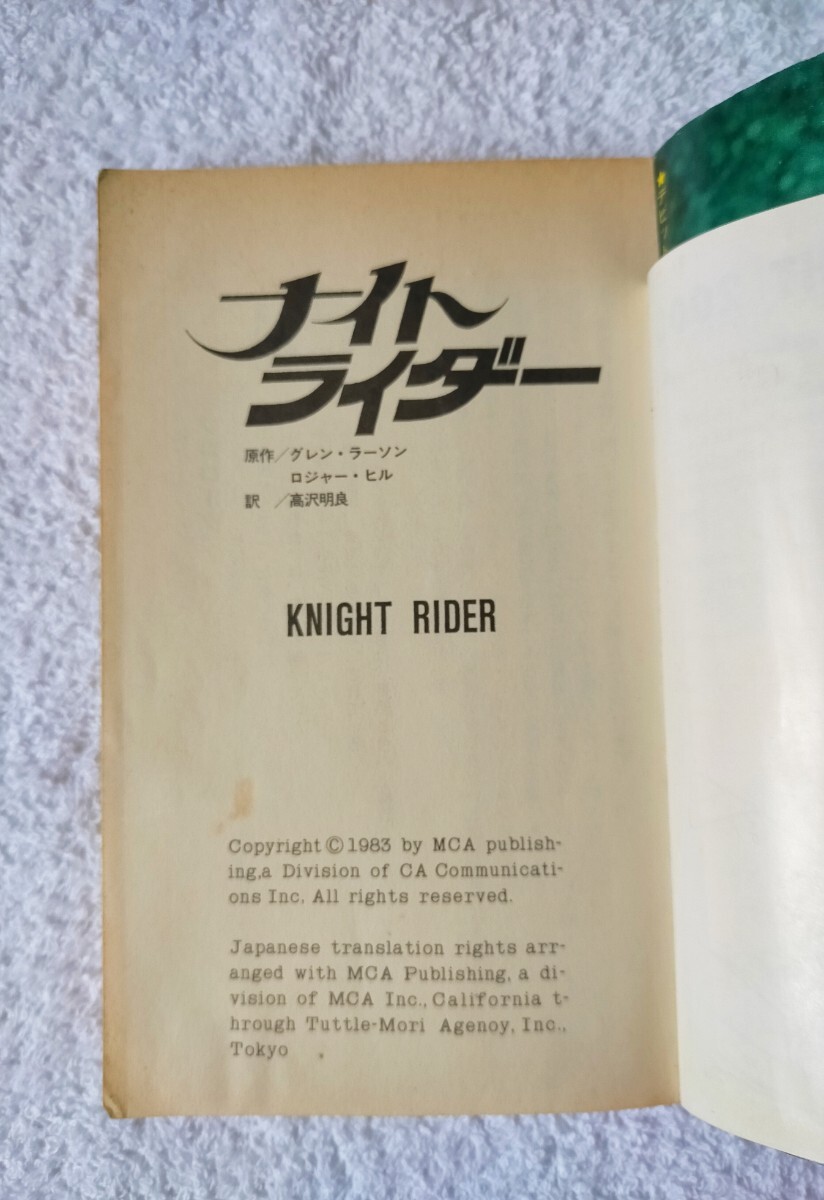 ナイト
ライダー
原作／グレン・ラーソン
ロジャー・ヒル
訳　／高沢明良
KNIGHT RIDER
Copyright©1983 by MCA publish-
ing,a Division of CA Communicati-
ons Inc. All rights reserved.
Japanese translation rights arr-
anged with MCA Publishing, a di-
vision of MCA Inc., California t-
hrough Tuttle-Mori Agenoy, Inc.,
Tokyo